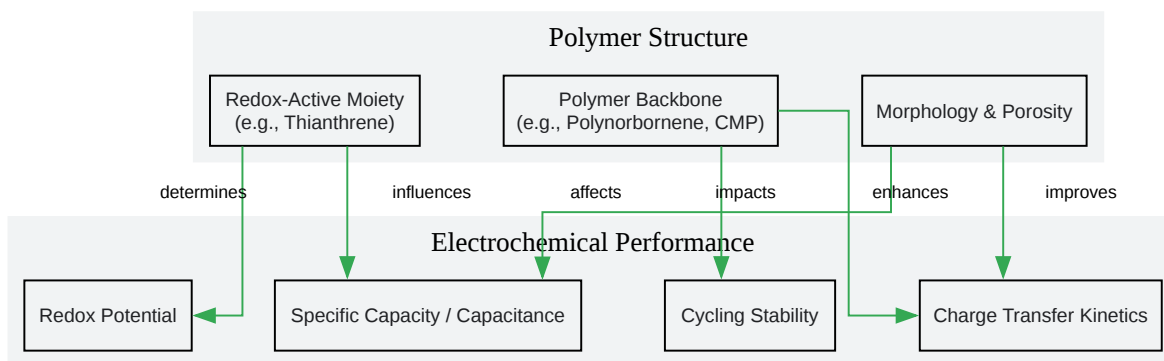 Polymer Structure
Redox-Active Moiety
(e.g., Thianthrene)
Polymer Backbone
(e.g., Polynorbornene, CMP)
Morphology & Porosity
determines
influences
affects
impacts
enhances
improves
Electrochemical Performance
Redox Potential
Specific Capacity / Capacitance
Cycling Stability
Charge Transfer Kinetics